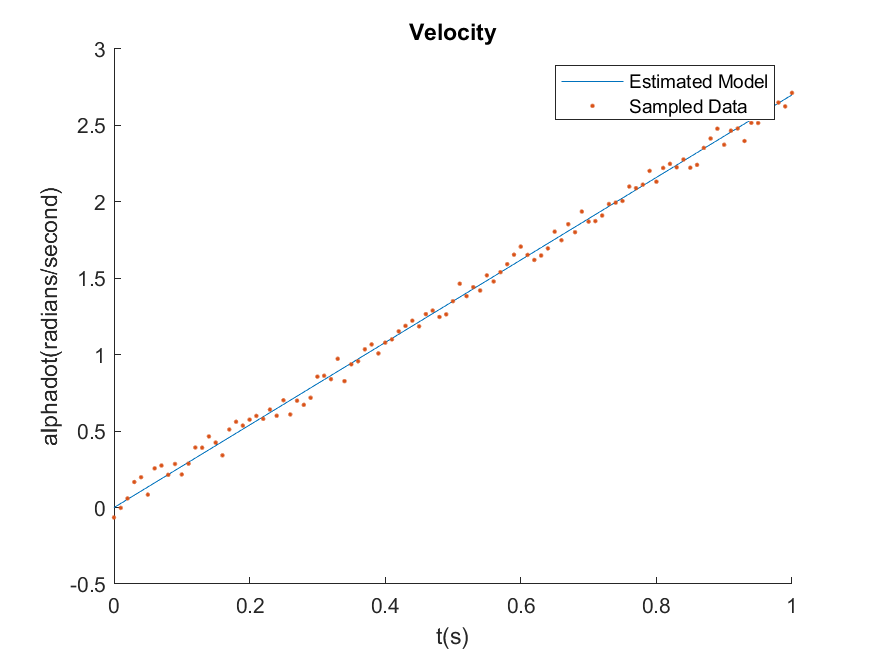 Velocity
3
Estimated Model
Sampled Data
2.5
2
1.5
1
0.5
0
-0.5
alphadot(radians/second)
0 0.2 0.4 0.6 0.8 1
t(s)